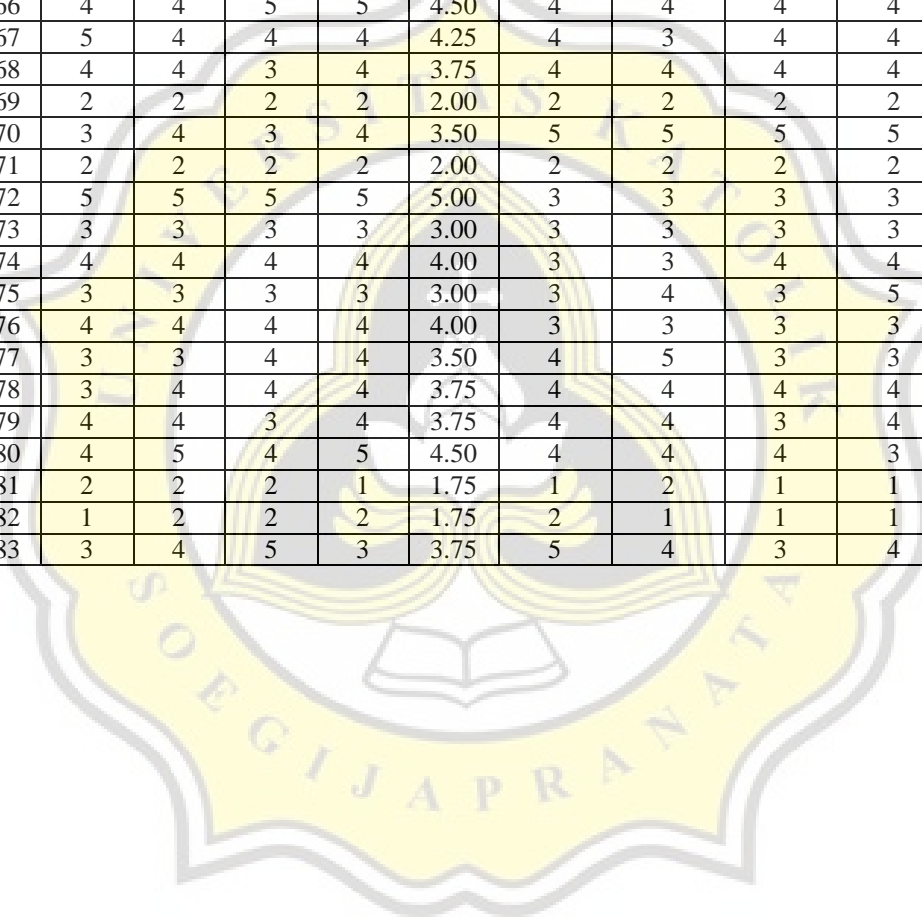 66 4 4 5 5 4.50 4 4 4 4
67 5 4 4 4 4.25 4 3 4 4
68 4 4 3 4 3.75 4 4 4 4
69 2 2 2 2 2.00 2 2 2 2
70 3 4 3 4 3.50 5 5 5 5
71 2 2 2 2 2.00 2 2 2 2
72 5 5 5 5 5.00 3 3 3 3
73 3 3 3 3 3.00 3 3 3 3
74 4 4 4 4 4.00 3 3 4 4
75 3 3 3 3 3.00 3 4 3 5
76 4 4 4 4 4.00 3 3 3 3
77 3 3 4 4 3.50 4 5 3 3
78 3 4 4 4 3.75 4 4 4 4
79 4 4 3 4 3.75 4 4 3 4
80 4 5 4 5 4.50 4 4 4 3
81 2 2 2 1 1.75 1 2 1 1
82 1 2 2 2 1.75 2 1 1 1
83 3 4 5 3 3.75 5 4 3 4
UNIVERSITAS KATOLIK
SOEGIJAPRANATA